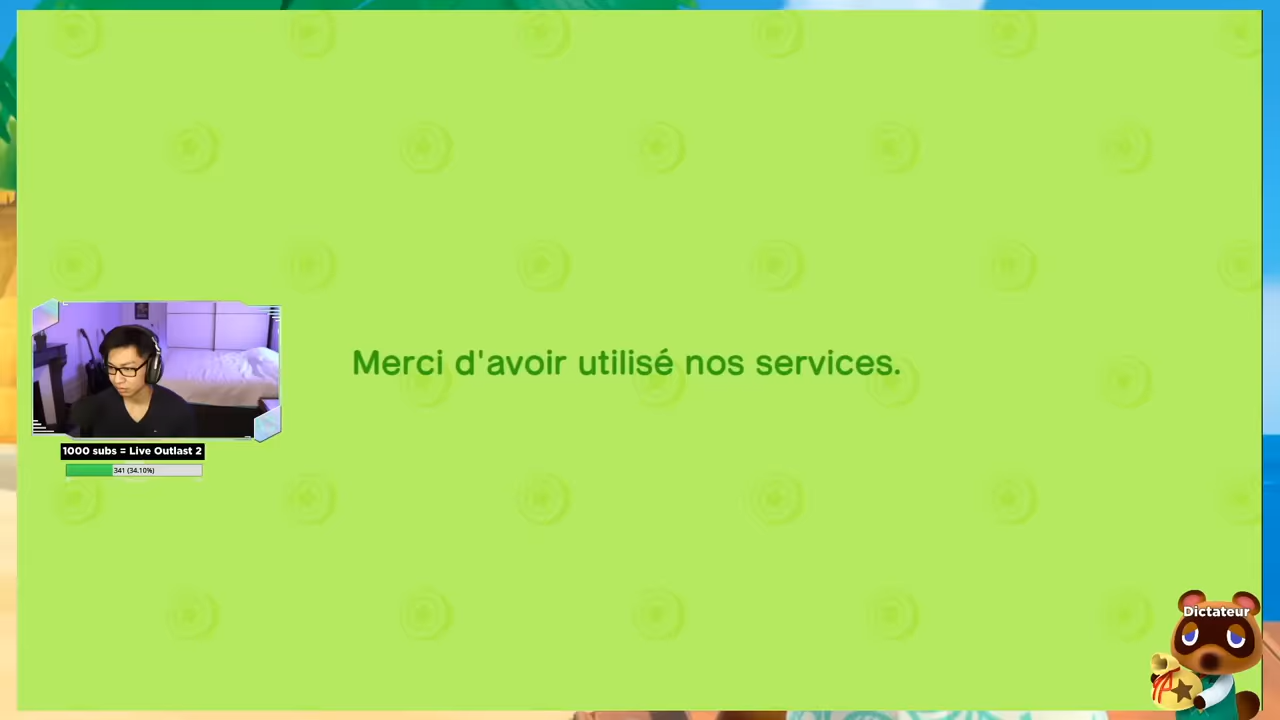 Merci d'avoir utilisé nos services.
1000 subs = Live Outlast 2
341 (34.10%)
Dictateur